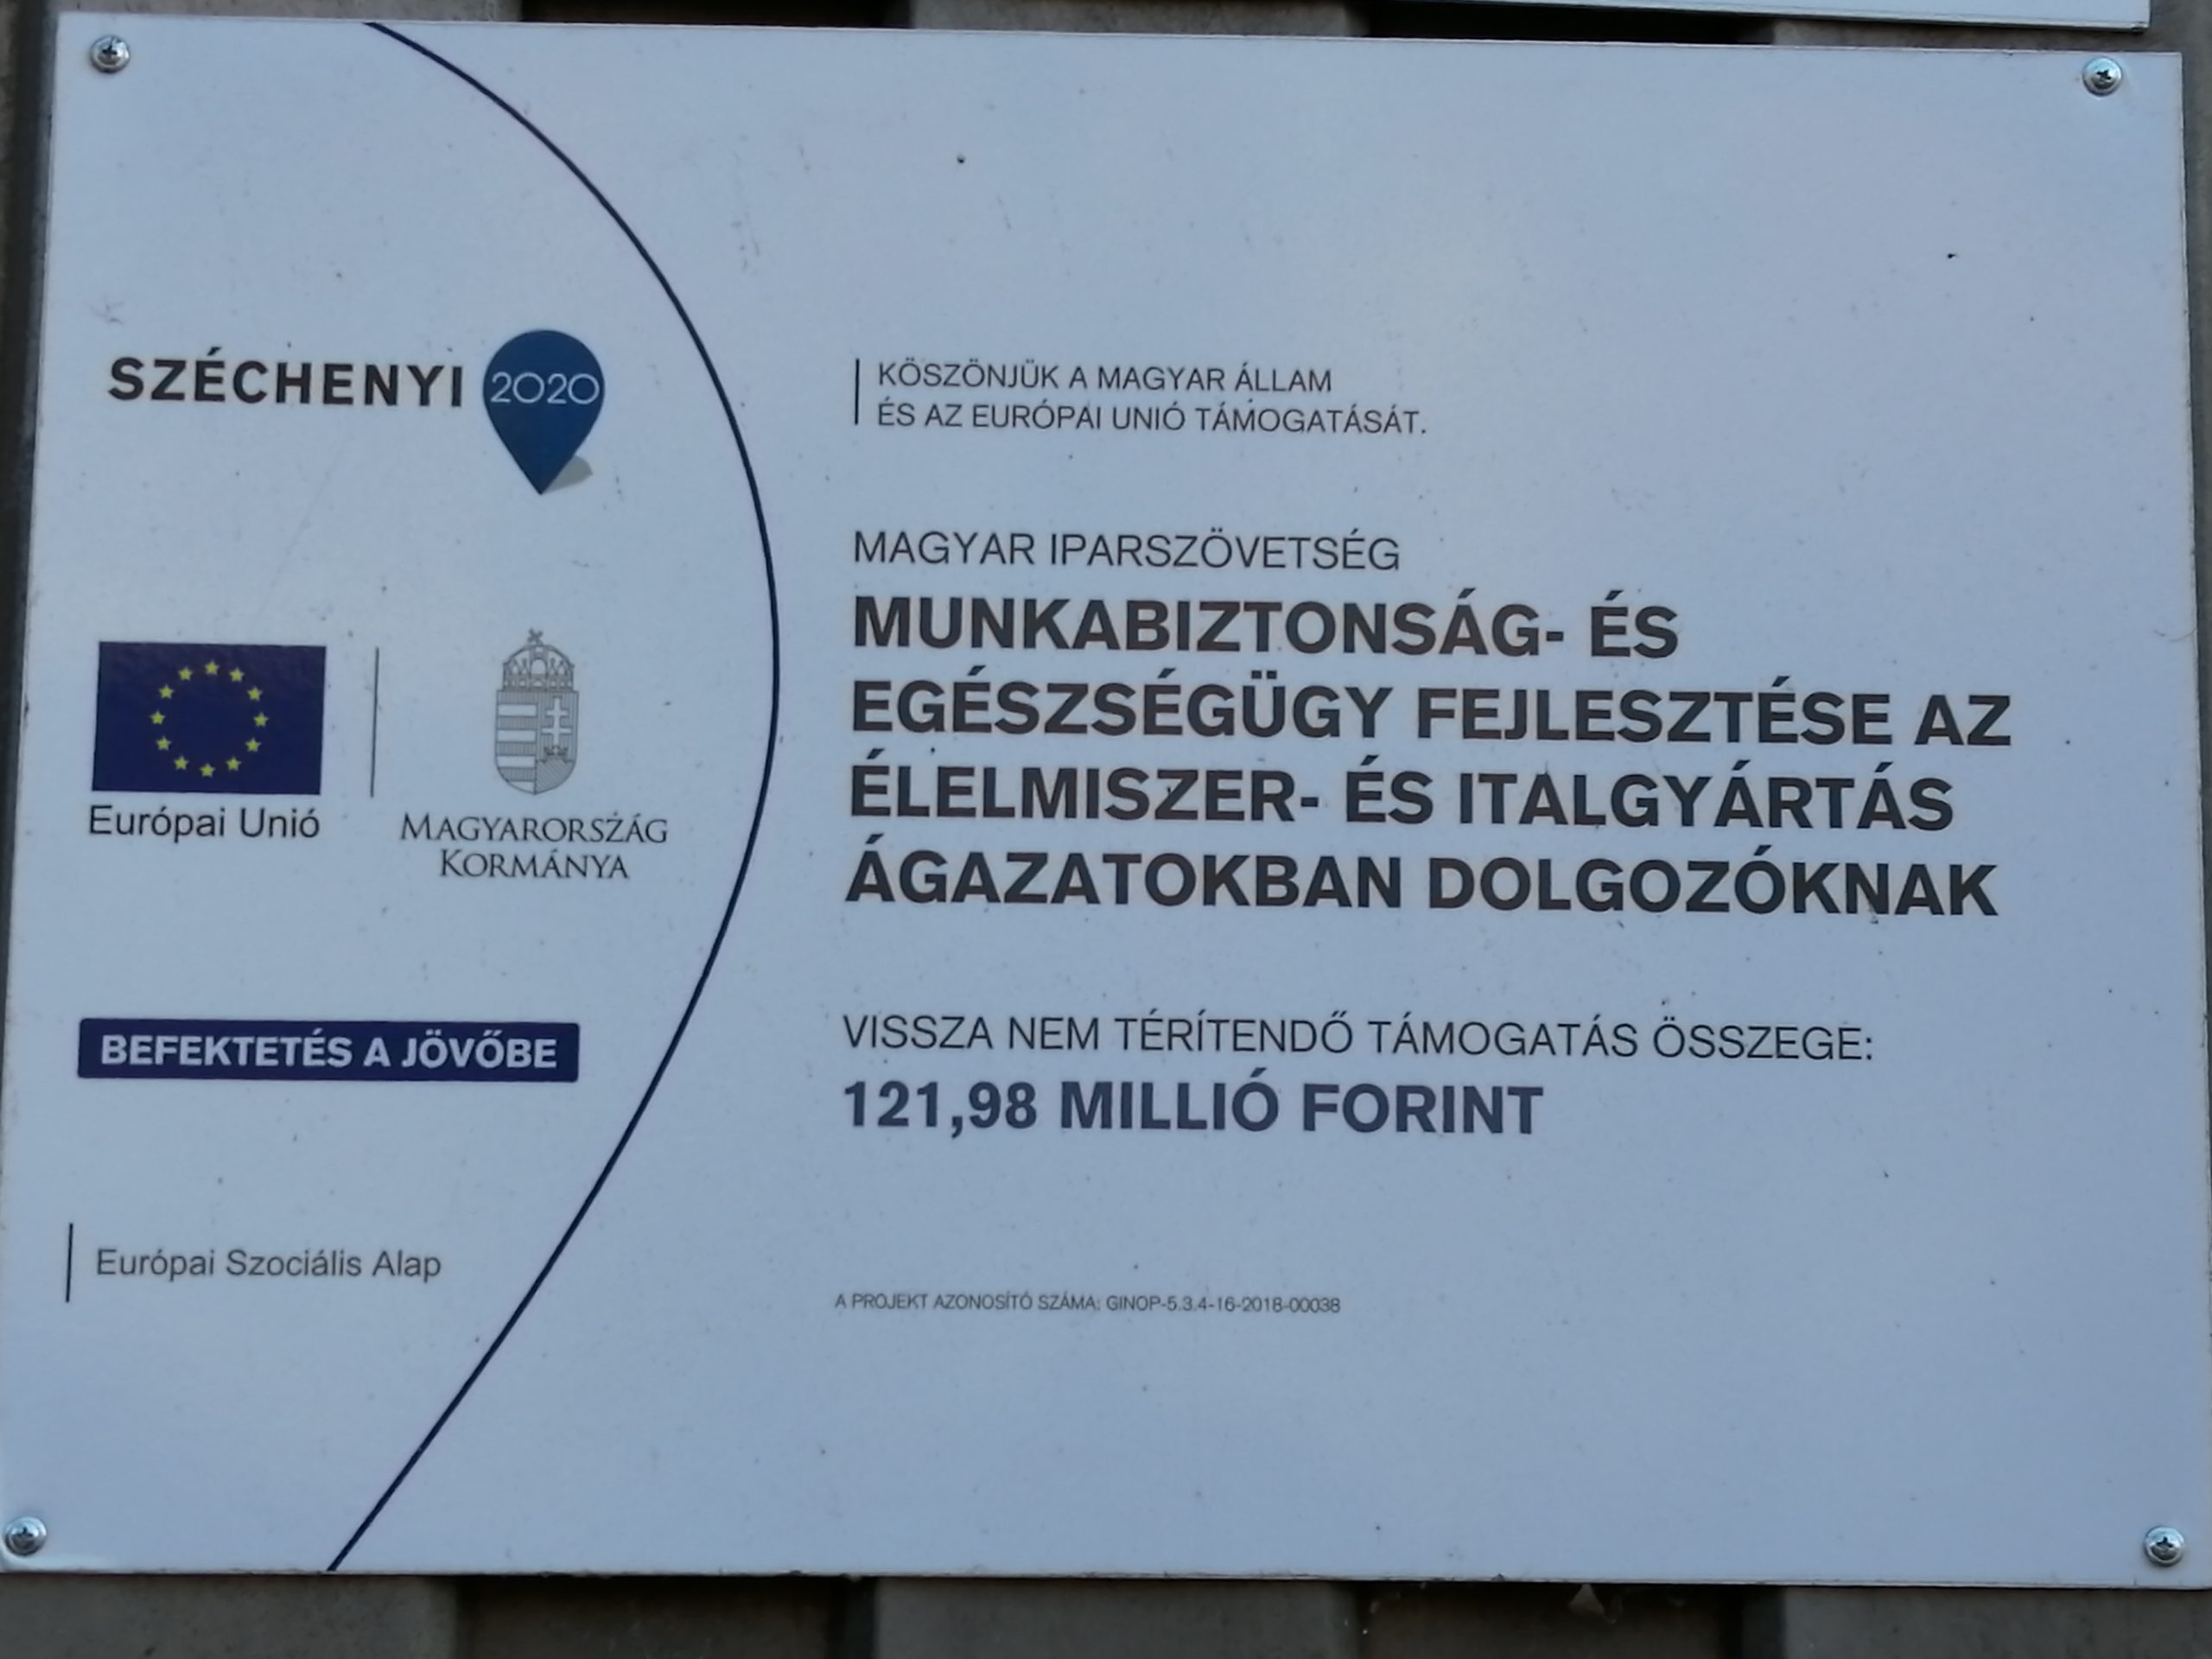 SZÉCHENYI 2020
Európai Unió
MAGYARORSZÁG
KORMÁNYA
BEFEKTETÉS A JÖVŐBE
Európai Szociális Alap
KÖSZÖNJÜK A MAGYAR ÁLLAM
ÉS AZ EURÓPAI UNIÓ TÁMOGATÁSÁT.
MAGYAR IPARSZÖVETSÉG
MUNKABIZTONSÁG- ÉS
EGÉSZSÉGÜGY FEJLESZTÉSE AZ
ÉLELMISZER- ÉS ITALGYÁRTÁS
ÁGAZATOKBAN DOLGOZÓKNAK
VISSZA NEM TÉRÍTENDŐ TÁMOGATÁS ÖSSZEGE:
121,98 MILLIÓ FORINT
A PROJEKT AZONOSÍTÓ SZÁMA: GINOP-5.3.4-16-2018-00038